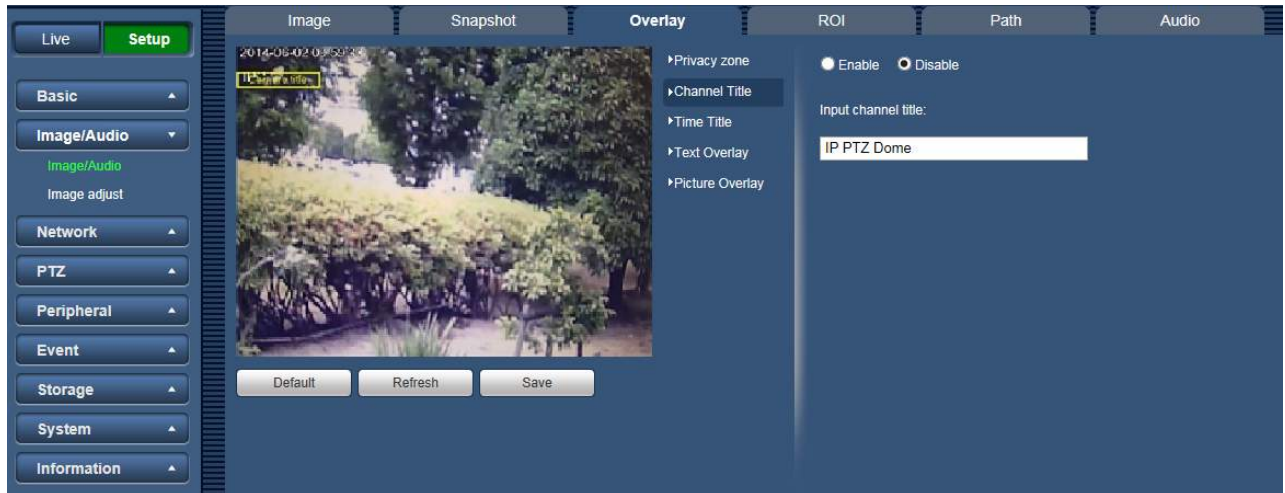 Live
Setup
Basic
Image/Audio
Image/Audio
Image adjust
Network
PTZ
Peripheral
Event
Storage
System
Information
Image
Snapshot
Overlay
ROI
Path
Audio
Camera title
Default
Refresh
Save
Privacy zone
Channel Title
Time Title
Text Overlay
Picture Overlay
Enable
Disable
Input channel title:
IP PTZ Dome